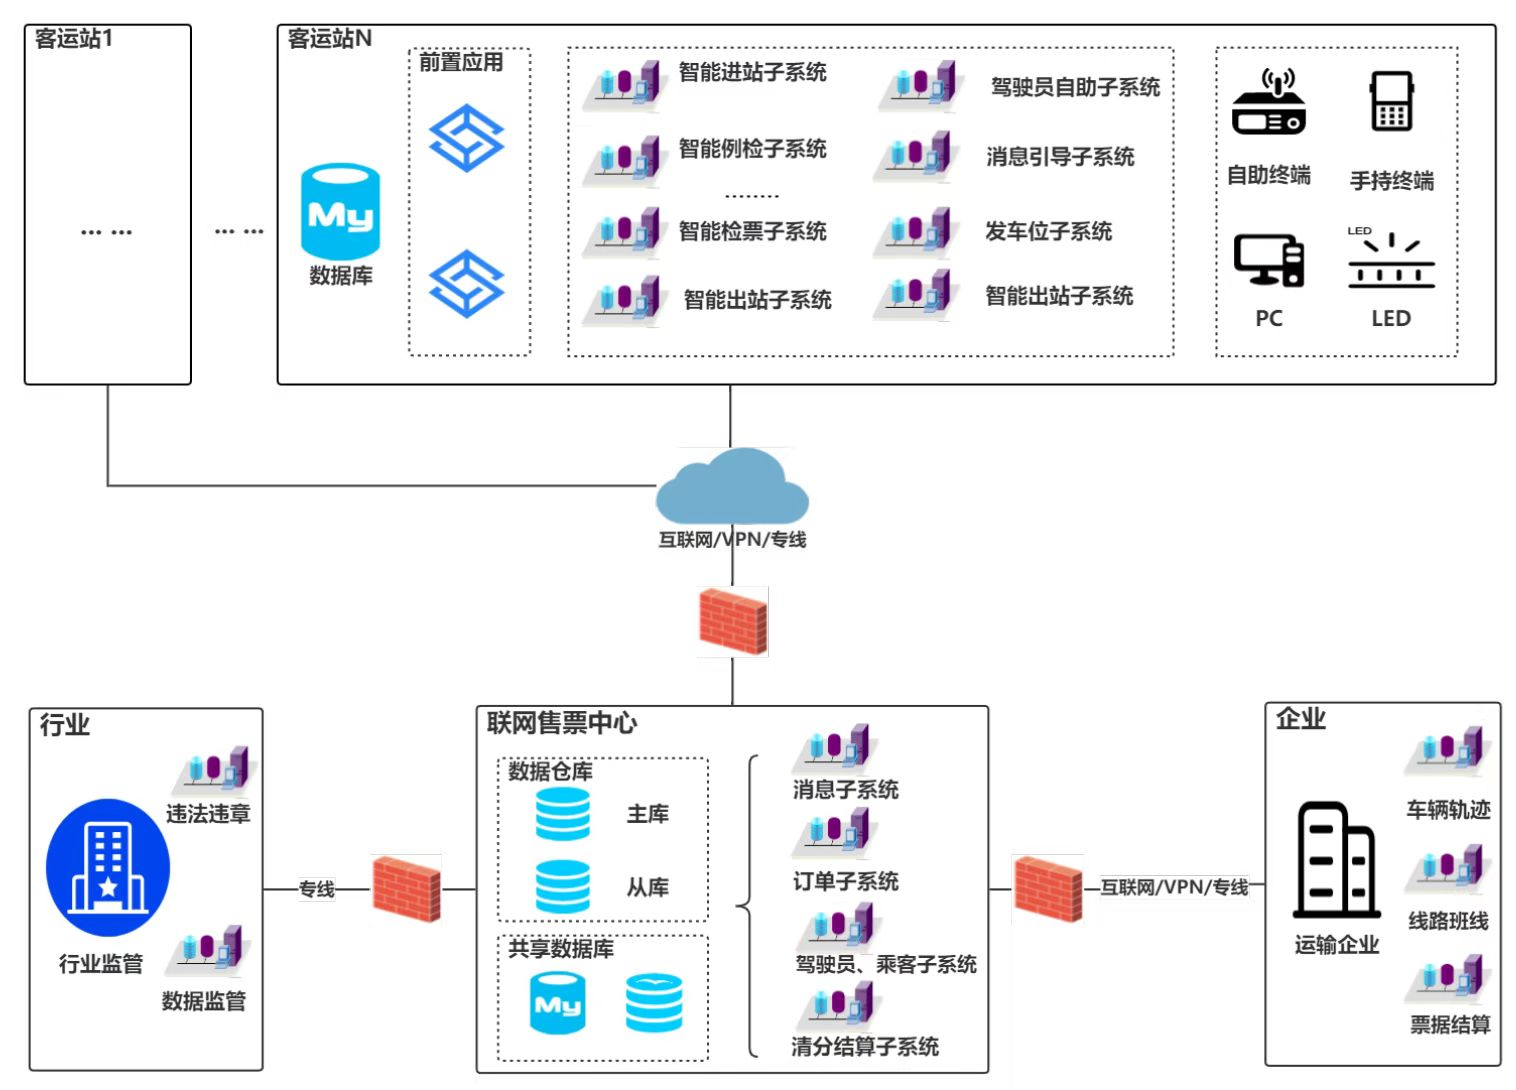 客运站1
... ...
... ...
客运站N
My
数据库
前置应用
智能进站子系统
智能例检子系统
........
智能检票子系统
智能出站子系统
驾驶员自助子系统
消息引导子系统
发车位子系统
智能出站子系统
自助终端
手持终端
PC
LED
LED
互联网/VPN/专线
行业
违法违章
行业监管
数据监管
专线
联网售票中心
数据仓库
主库
从库
共享数据库
My
消息子系统
订单子系统
驾驶员、乘客子系统
清分结算子系统
互联网/VPN/专线
企业
运输企业
车辆轨迹
线路班线
票据结算